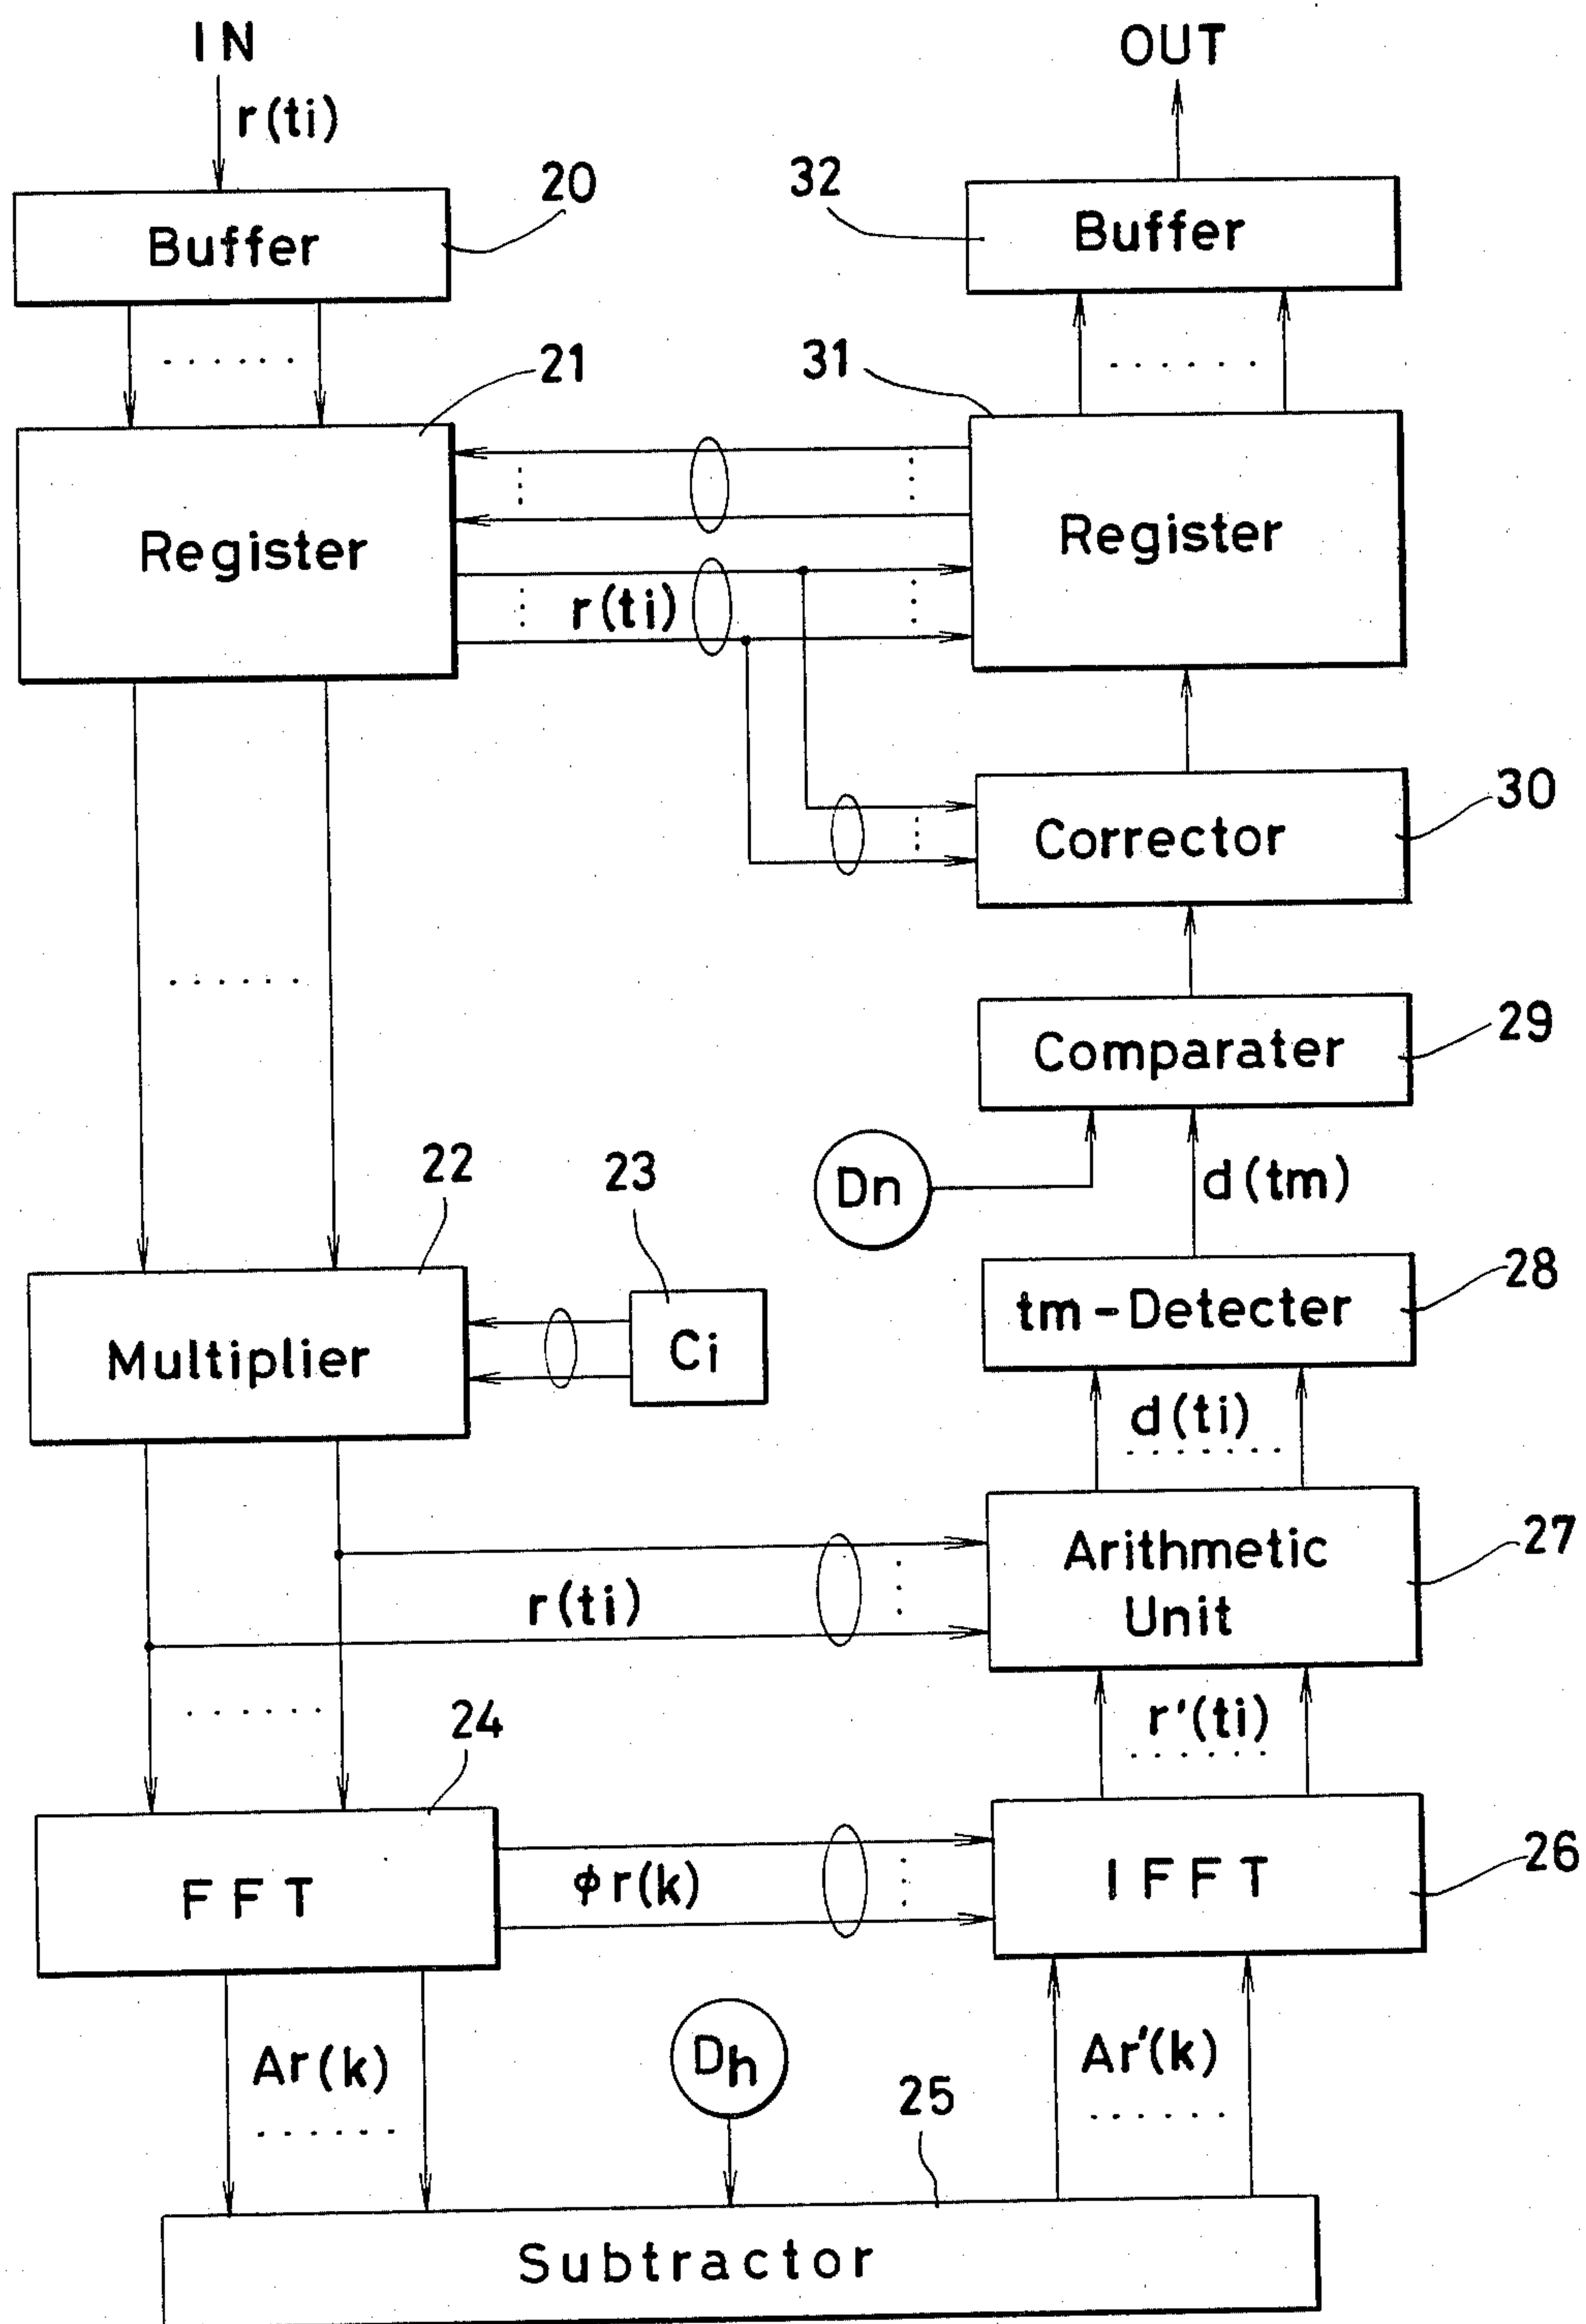 IN
OUT
r(ti)
20
32
Buffer
Buffer
21
31
Register
Register
r(ti)
30
Corrector
29
Comparater
22
23
Dn
d(tm)
28
tm-Detecter
Ci
Multiplier
d(ti)
27
Arithmetic
Unit
r(ti)
r'(ti)
24
26
IFFT
FFT
ϕr(k)
Ar(k)
Dh
Ar'(k)
25
Subtractor